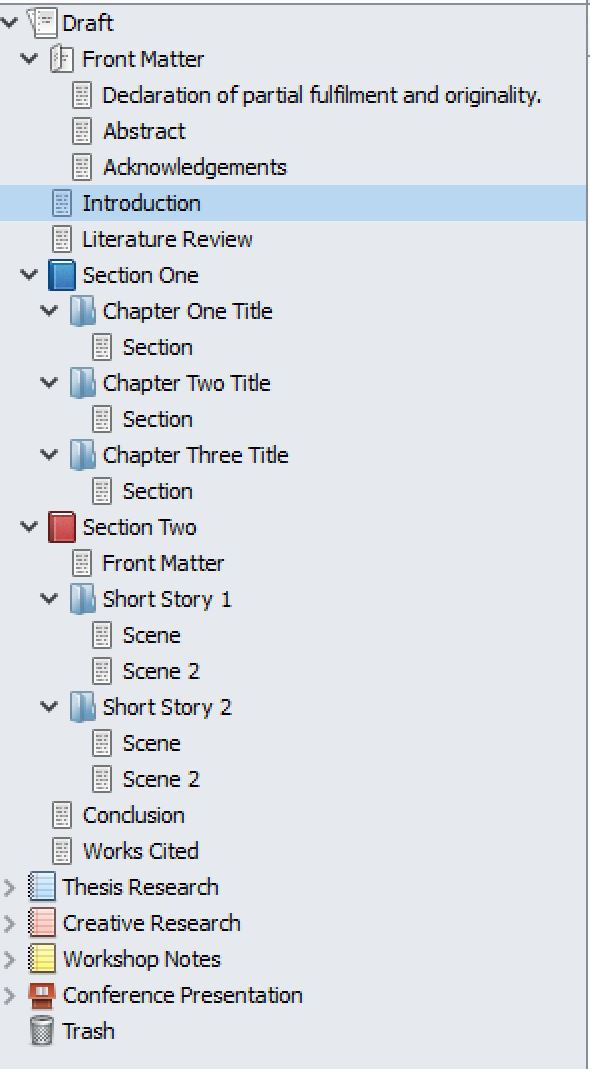 Draft
Front Matter
Declaration of partial fulfilment and originality.
Abstract
Acknowledgements
Introduction
Literature Review
Section One
Chapter One Title
Section
Chapter Two Title
Section
Chapter Three Title
Section
Section Two
Front Matter
Short Story 1
Scene
Scene 2
Short Story 2
Scene
Scene 2
Conclusion
Works Cited
Thesis Research
Creative Research
Workshop Notes
Conference Presentation
Trash